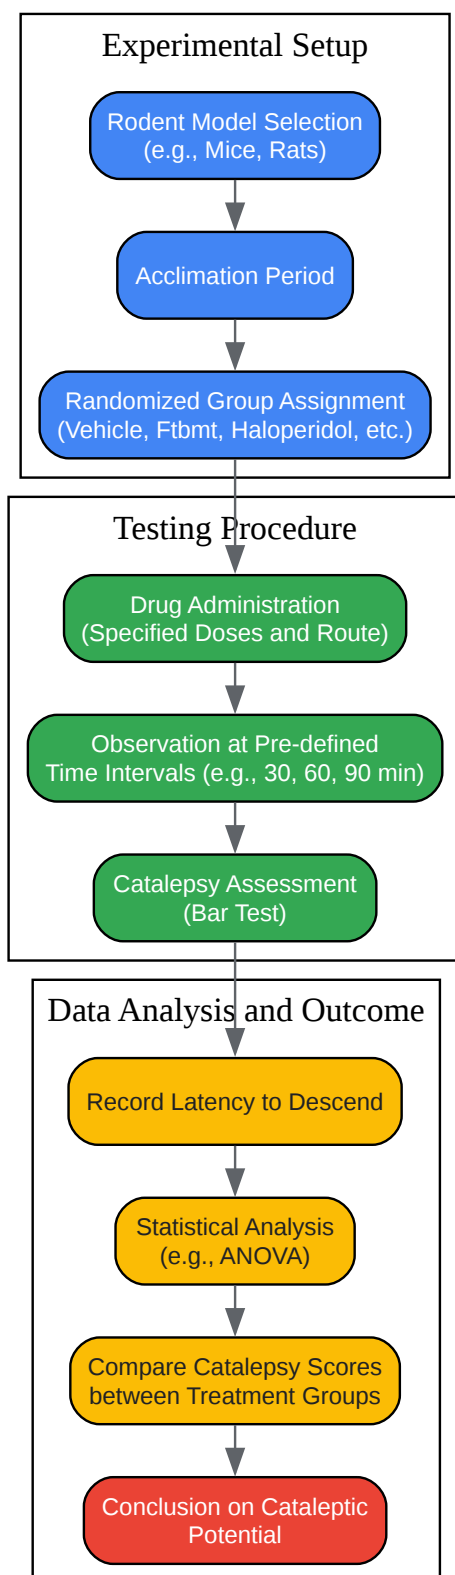 Experimental Setup
Rodent Model Selection
(e.g., Mice, Rats)
Acclimation Period
Randomized Group Assignment
(Vehicle, Ftbmt, Haloperidol, etc.)
Testing Procedure
Drug Administration
(Specified Doses and Route)
Observation at Pre-defined
Time Intervals (e.g., 30, 60, 90 min)
Catalepsy Assessment
(Bar Test)
Data Analysis and Outcome
Record Latency to Descend
Statistical Analysis
(e.g., ANOVA)
Compare Catalepsy Scores
between Treatment Groups
Conclusion on Cataleptic
Potential